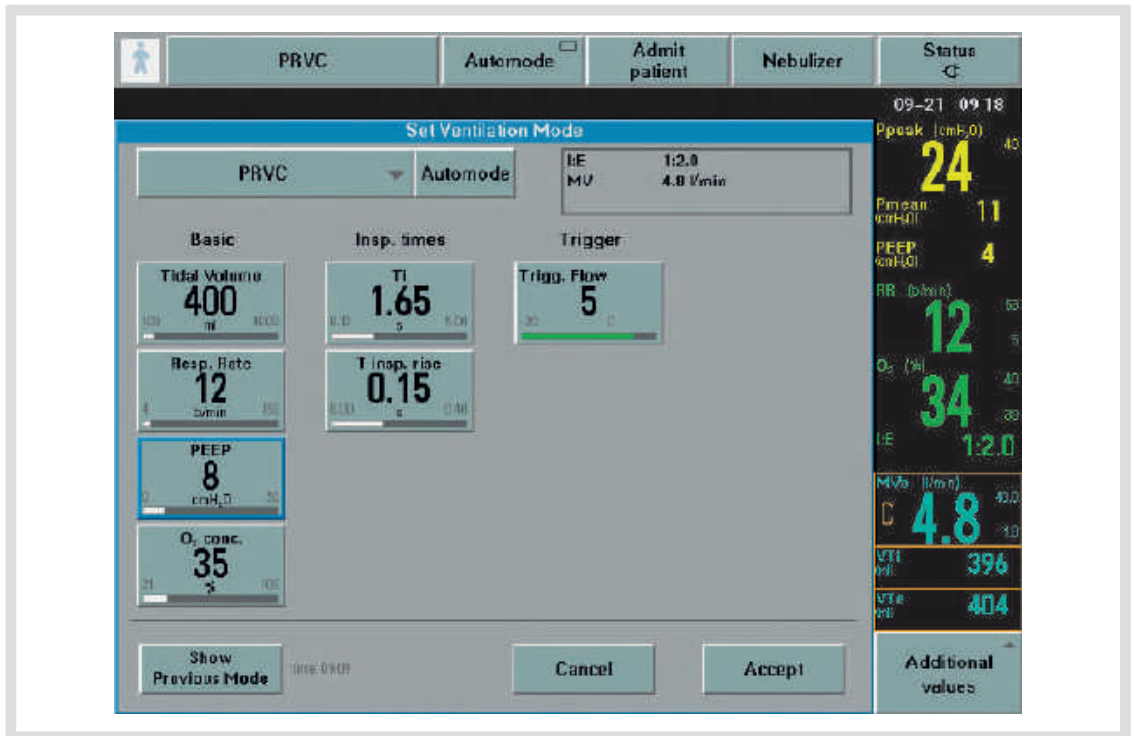 PRVC
Automode
Admit
patient
Nebulizer
Status
09-21 09 18
Set Ventilation Mode
PRVC
Automode
I:E 1:2.0
MV 4.8 l/min
Basic
Insp. times
Trigger
Tidal Volume
400
ml
Ti
1.65
s
Trigg. Flow
5
Resp. Rate
12
b/min
T insp. rise
0.15
s
PEEP
8
cmH₂O
O₂ conc.
35
%
Show
Previous Mode
Cancel
Accept
Ppeak (cmH₂O)
40
24
Pmean
(cmH₂O)
11
PEEP
(cmH₂O)
4
RR (b/min)
12
O₂ (%)
34
I:E
1:2.0
MVe (l/min)
C 4.8
VTi
(ml)
396
VTe
(ml)
404
Additional
values